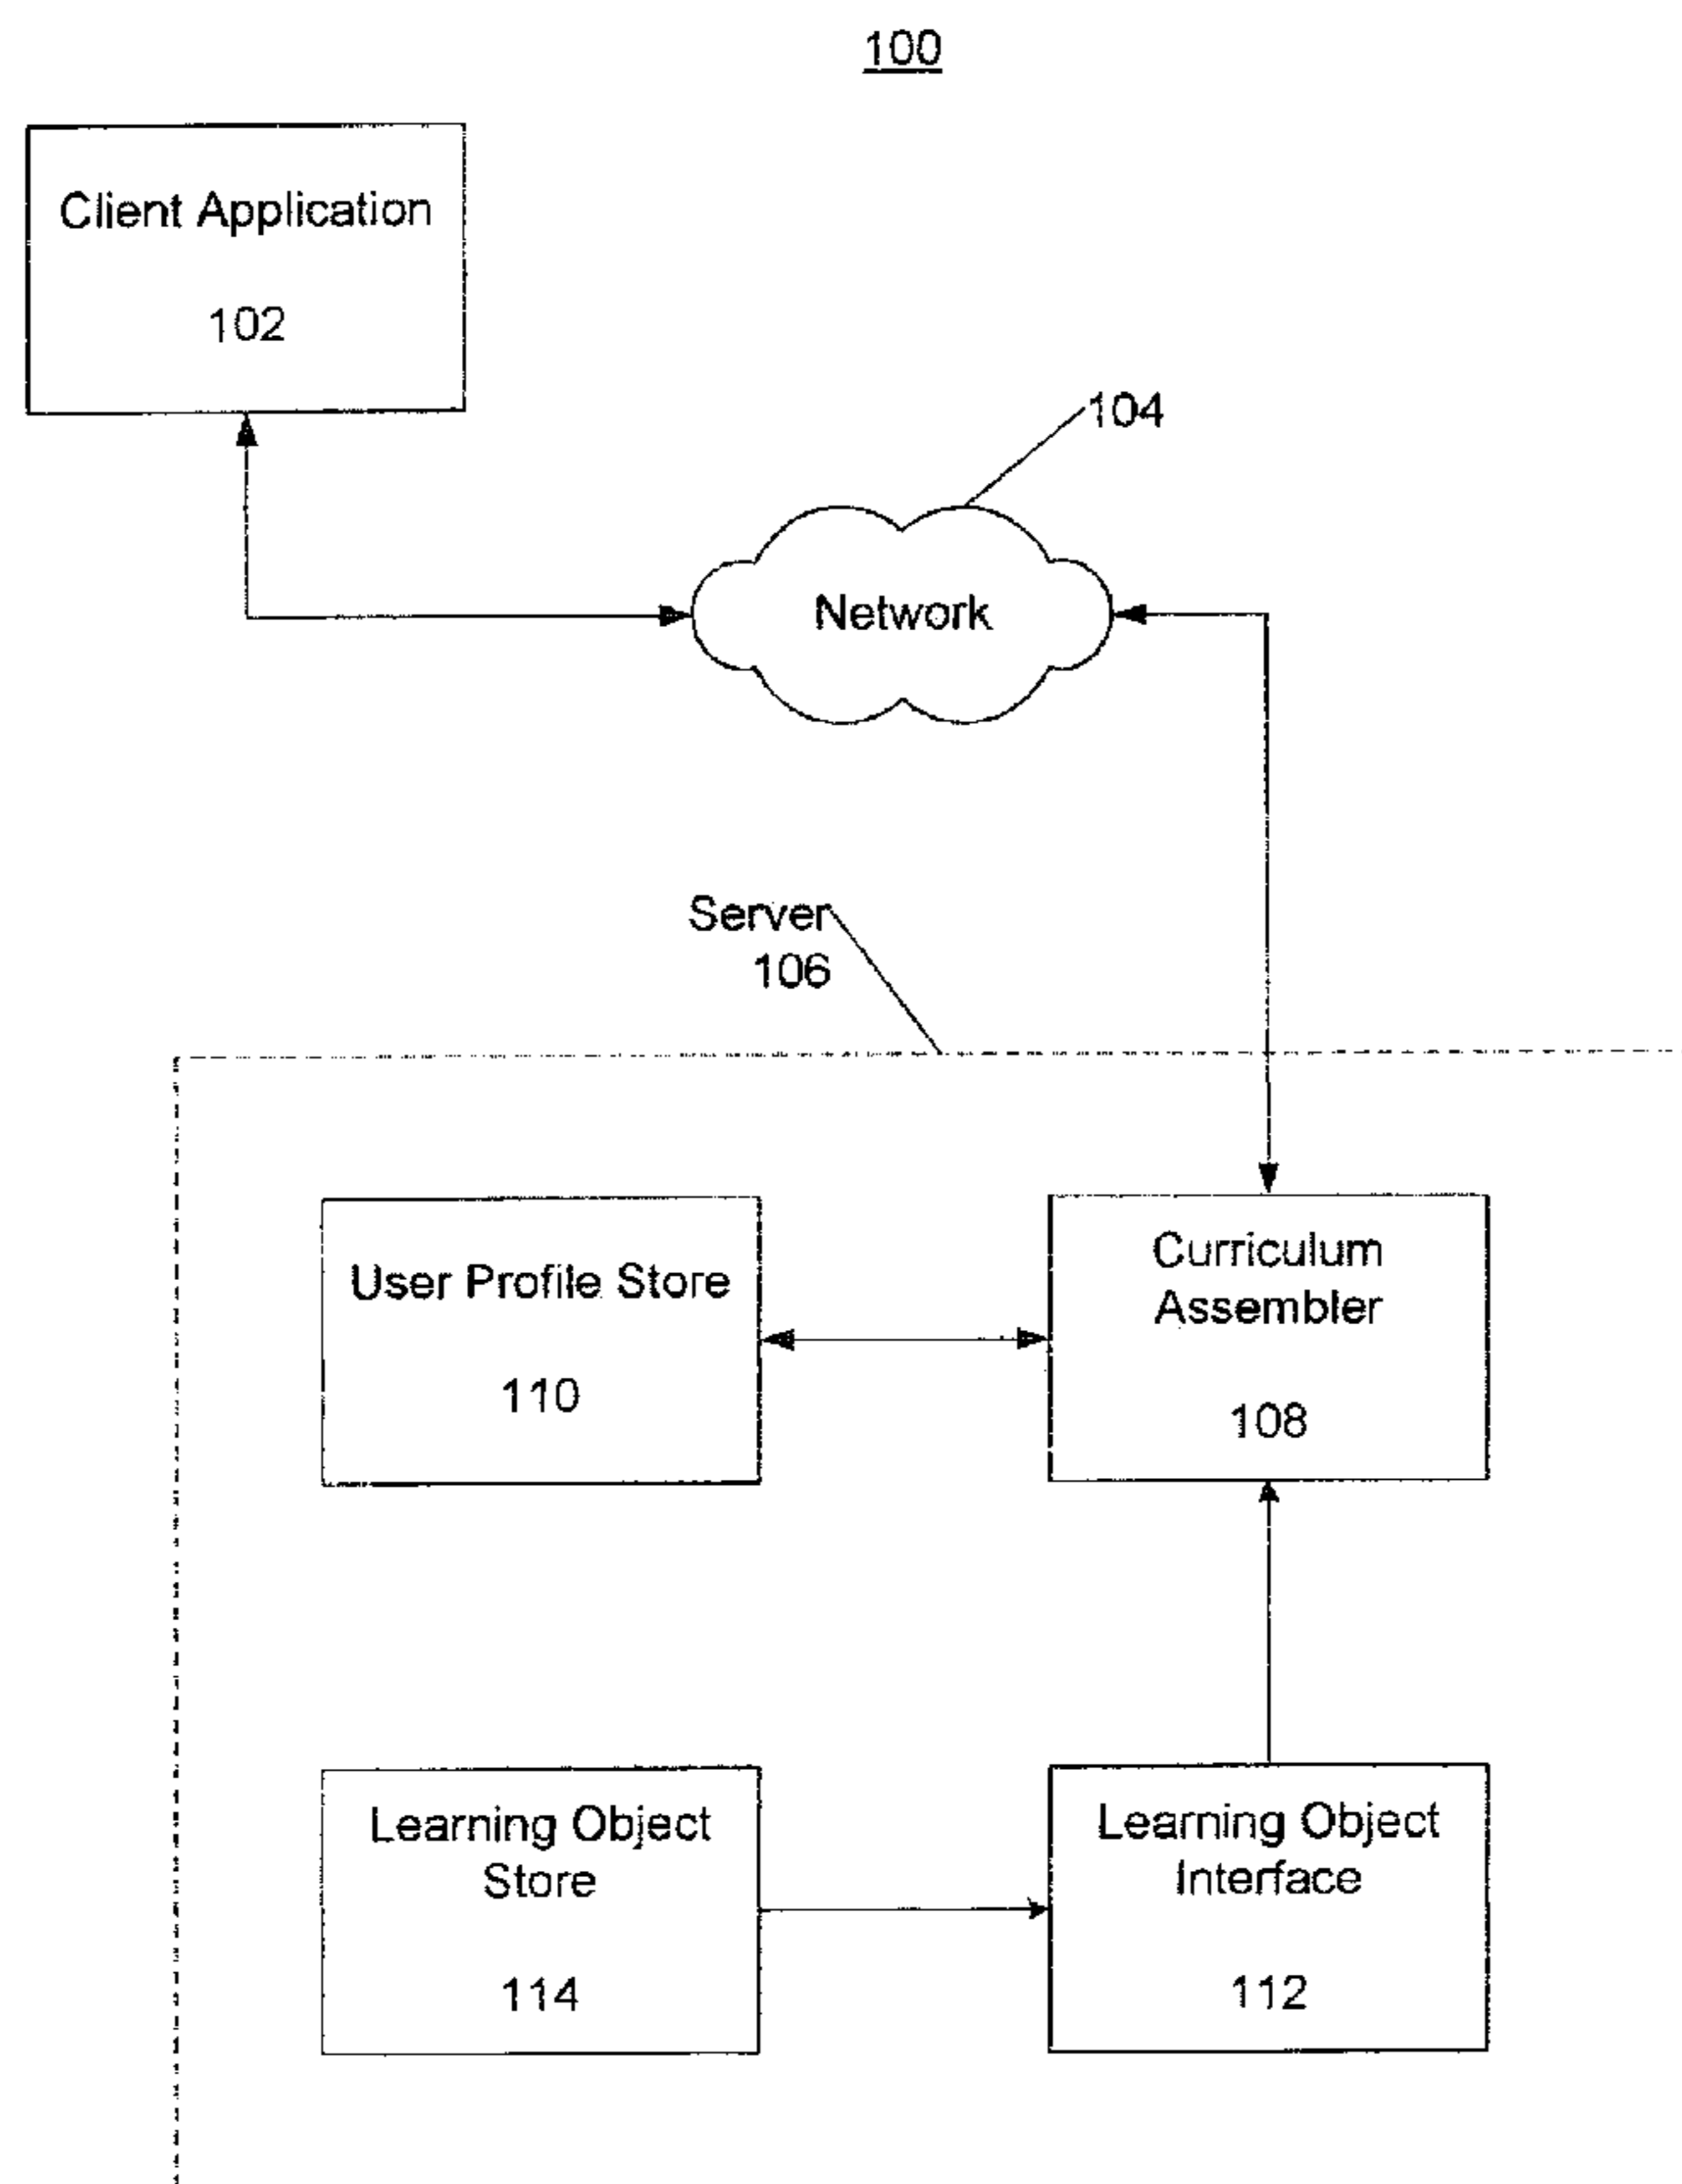 100
Client Application
102
104
Network
Server
106
User Profile Store
110
Curriculum
Assembler
108
Learning Object
Store
114
Learning Object
Interface
112